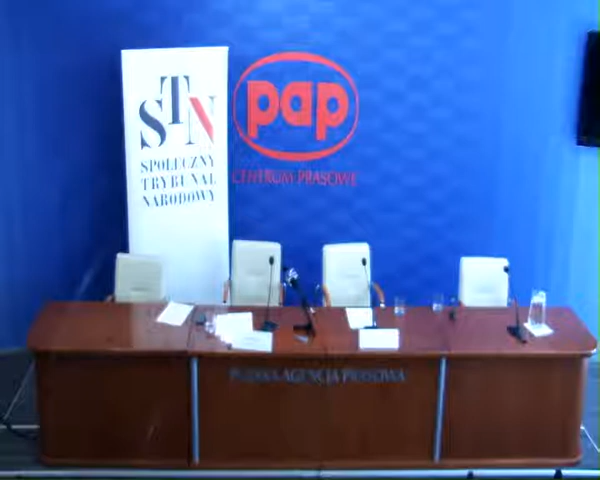 STN
SPOŁECZNY
TRYBUNAŁ
NARODOWY
pap
CENTRUM PRASOWE
POLSKA AGENCJA PRASOWA